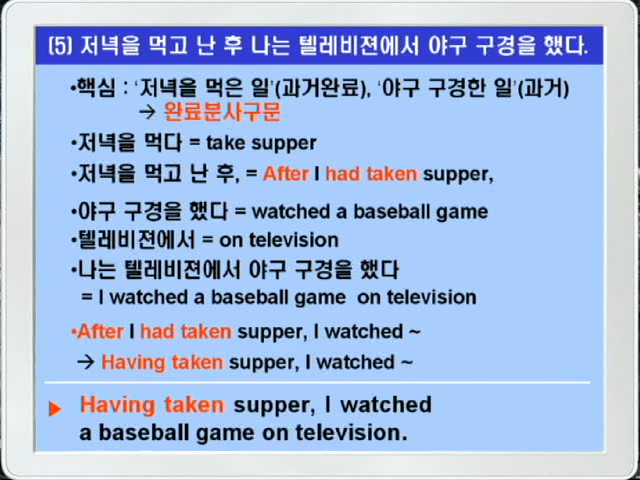 (5) 저녁을 먹고 난 후 나는 텔레비젼에서 야구 구경을 했다.
•핵심 : ‘저녁을 먹은 일’(과거완료), ‘야구 구경한 일’(과거)
→ 완료분사구문
•저녁을 먹다 = take supper
•저녁을 먹고 난 후, = After I had taken supper,
•야구 구경을 했다 = watched a baseball game
•텔레비젼에서 = on television
•나는 텔레비젼에서 야구 구경을 했다
= I watched a baseball game on television
•After I had taken supper, I watched ~
→ Having taken supper, I watched ~
▶ Having taken supper, I watched
a baseball game on television.